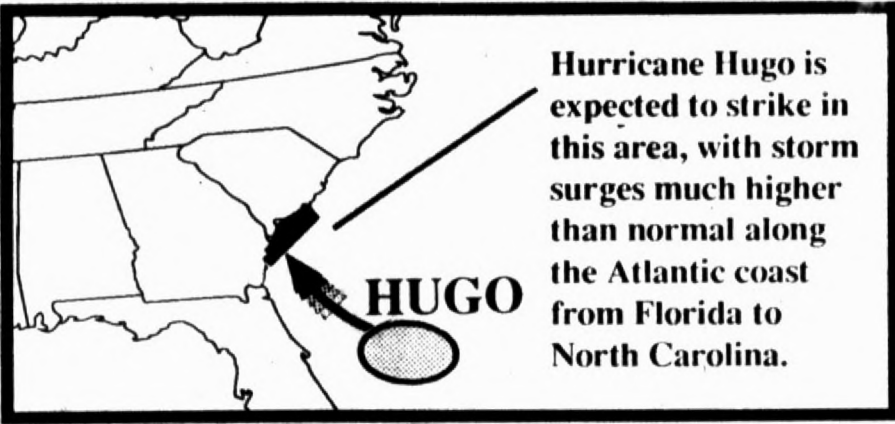 Hurricane Hugo is
expected to strike in
this area, with storm
surges much higher
than normal along
the Atlantic coast
from Florida to
North Carolina.
HUGO